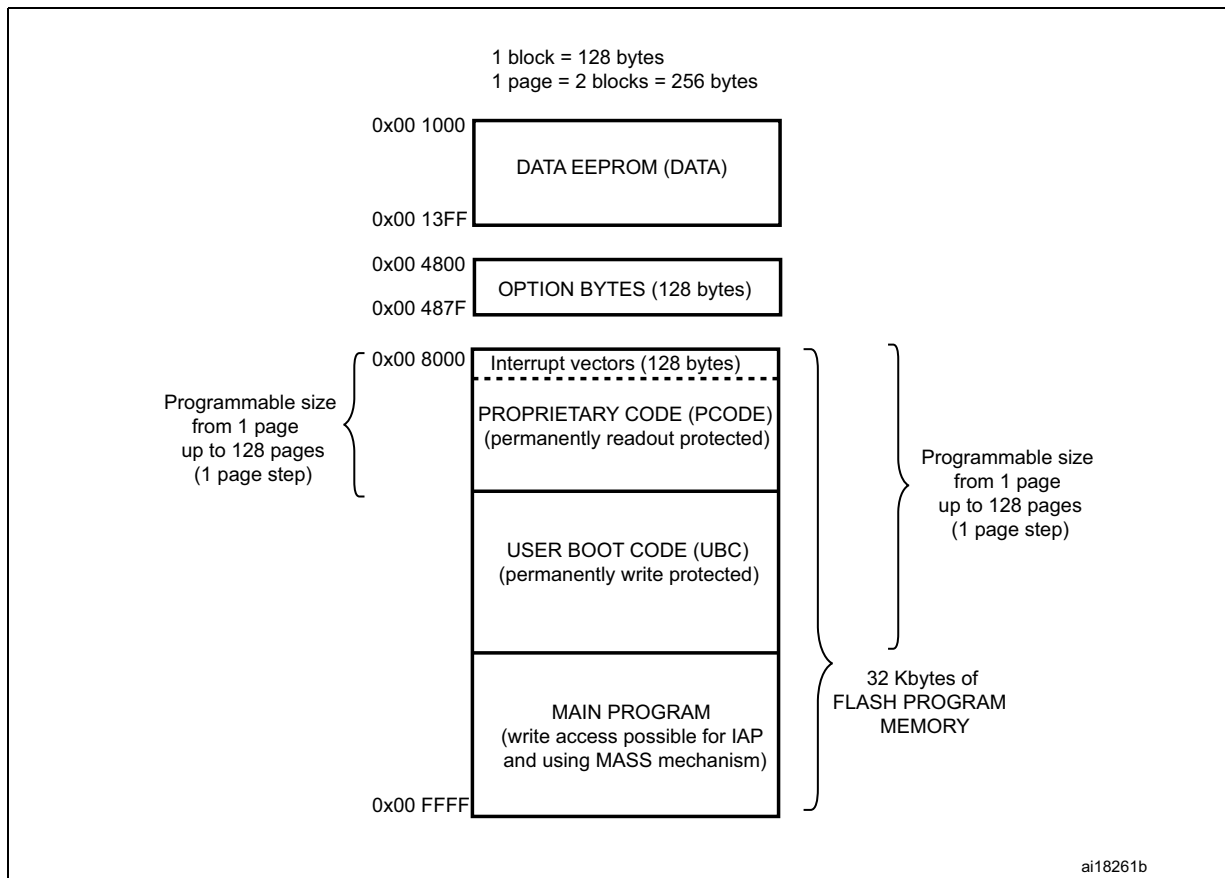 1 block = 128 bytes
1 page = 2 blocks = 256 bytes
0x00 1000
DATA EEPROM (DATA)
0x00 13FF
0x00 4800
OPTION BYTES (128 bytes)
0x00 487F
0x00 8000
Interrupt vectors (128 bytes)
Programmable size
from 1 page
up to 128 pages
(1 page step)
PROPRIETARY CODE (PCODE)
(permanently readout protected)
Programmable size
from 1 page
up to 128 pages
(1 page step)
USER BOOT CODE (UBC)
(permanently write protected)
32 Kbytes of
FLASH PROGRAM
MEMORY
MAIN PROGRAM
(write access possible for IAP
and using MASS mechanism)
0x00 FFFF
ai18261b